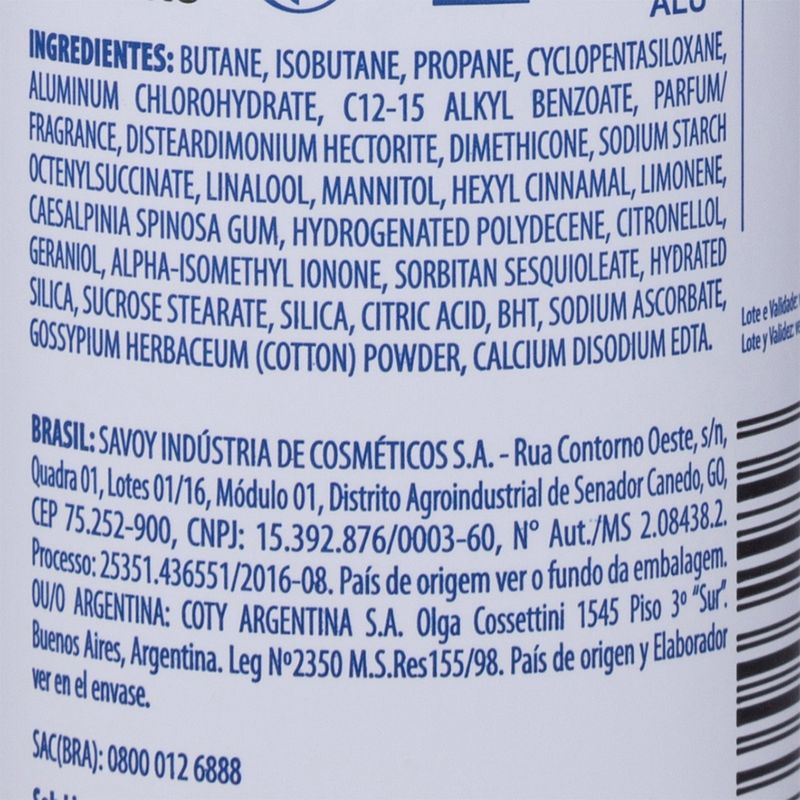 ALU
INGREDIENTES: BUTANE, ISOBUTANE, PROPANE, CYCLOPENTASILOXANE,
ALUMINUM CHLOROHYDRATE, C12-15 ALKYL BENZOATE, PARFUM/
FRAGRANCE, DISTEARDIMONIUM HECTORITE, DIMETHICONE, SODIUM STARCH
OCTENYLSUCCINATE, LINALOOL, MANNITOL, HEXYL CINNAMAL, LIMONENE,
CAESALPINIA SPINOSA GUM, HYDROGENATED POLYDECENE, CITRONELLOL,
GERANIOL, ALPHA-ISOMETHYL IONONE, SORBITAN SESQUIOLEATE, HYDRATED
SILICA, SUCROSE STEARATE, SILICA, CITRIC ACID, BHT, SODIUM ASCORBATE,
GOSSYPIUM HERBACEUM (COTTON) POWDER, CALCIUM DISODIUM EDTA.
Lote e Validade:
Lote y Validez:
BRASIL: SAVOY INDÚSTRIA DE COSMÉTICOS S.A. - Rua Contorno Oeste, s/n,
Quadra 01, Lotes 01/16, Módulo 01, Distrito Agroindustrial de Senador Canedo, GO,
CEP 75.252-900, CNPJ: 15.392.876/0003-60, N° Aut./MS 2.08438.2.
Processo: 25351.436551/2016-08. País de origem ver o fundo da embalagem.
OU/O ARGENTINA: COTY ARGENTINA S.A. Olga Cossettini 1545 Piso 3º "Sur".
Buenos Aires, Argentina. Leg Nº2350 M.S.Res155/98. País de origen y Elaborador
ver en el envase.
SAC(BRA): 0800 012 6888